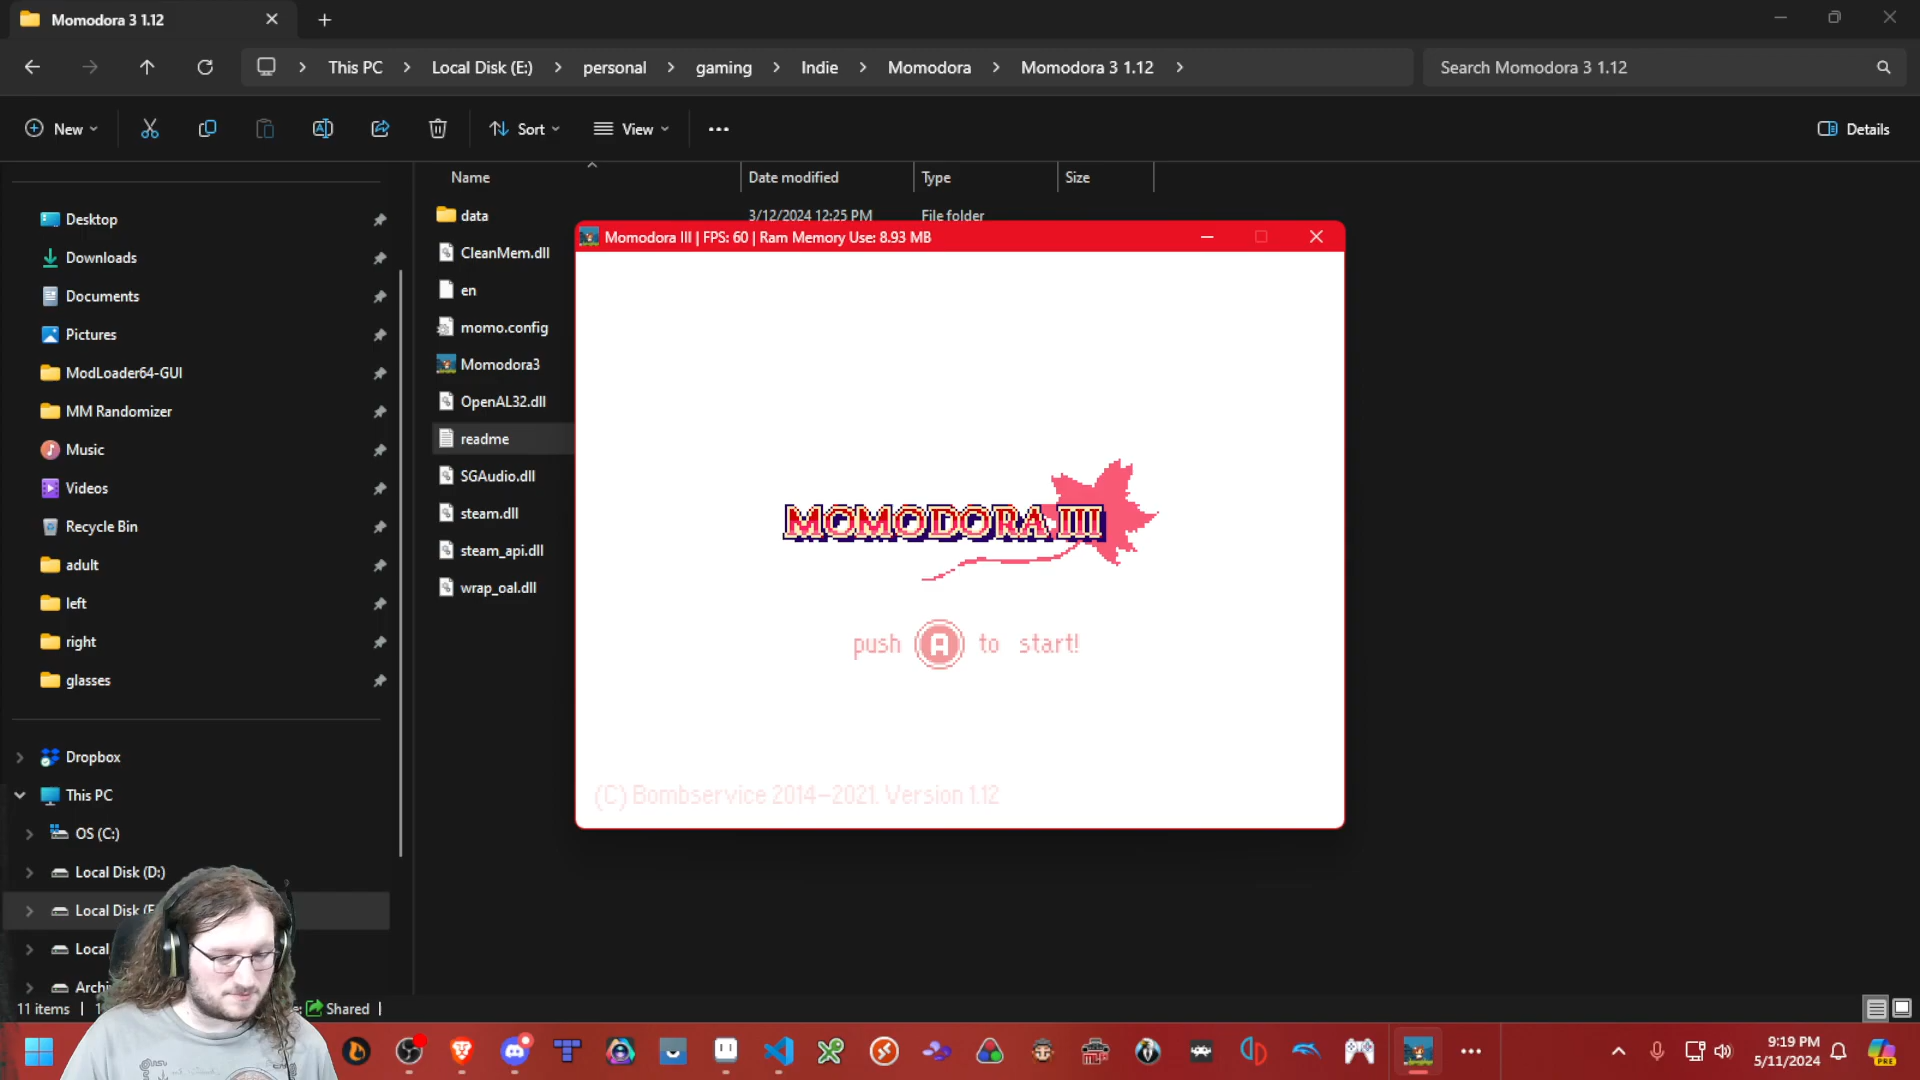 Momodora 3 1.12
This PC
Local Disk (E:)
personal
gaming
Indie
Momodora
Momodora 3 1.12
Search Momodora 3 1.12
New
Sort
View
Details
Name
Date modified
Type
Size
data
3/12/2024 12:25 PM
File folder
CleanMem.dll
en
momo.config
Momodora3
OpenAL32.dll
readme
SGAudio.dll
steam.dll
steam_api.dll
wrap_oal.dll
Desktop
Downloads
Documents
Pictures
ModLoader64-GUI
MM Randomizer
Music
Videos
Recycle Bin
adult
left
right
glasses
Dropbox
This PC
OS (C:)
Local Disk (D:)
Local Disk
Local
11 items
Shared
Momodora III | FPS: 60 | Ram Memory Use: 8.93 MB
MOMODORA III
push A to start!
(C) Bombservice 2014-2021. Version 1.12
9:19 PM
5/11/2024
PRE